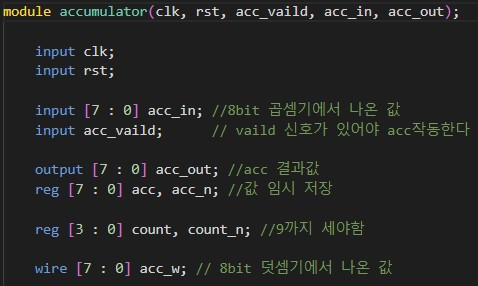 module accumulator(clk, rst, acc_vaild, acc_in, acc_out);
input clk;
input rst;
input [7 : 0] acc_in; //8bit 곱셈기에서 나온 값
input acc_vaild; // vaild 신호가 있어야 acc작동한다
output [7 : 0] acc_out; //acc 결과값
reg [7 : 0] acc, acc_n; //값 임시 저장
reg [3 : 0] count, count_n; //9까지 세야함
wire [7 : 0] acc_w; // 8bit 덧셈기에서 나온 값